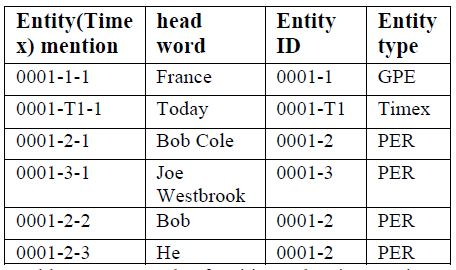 Entity(Time head Entity Entity
x) mention word ID type
0001-1-1 France 0001-1 GPE
0001-T1-1 Today 0001-T1 Timex
0001-2-1 Bob Cole 0001-2 PER
0001-3-1 Joe 0001-3 PER
Westbrook
0001-2-2 Bob 0001-2 PER
0001-2-3 He 0001-2 PER